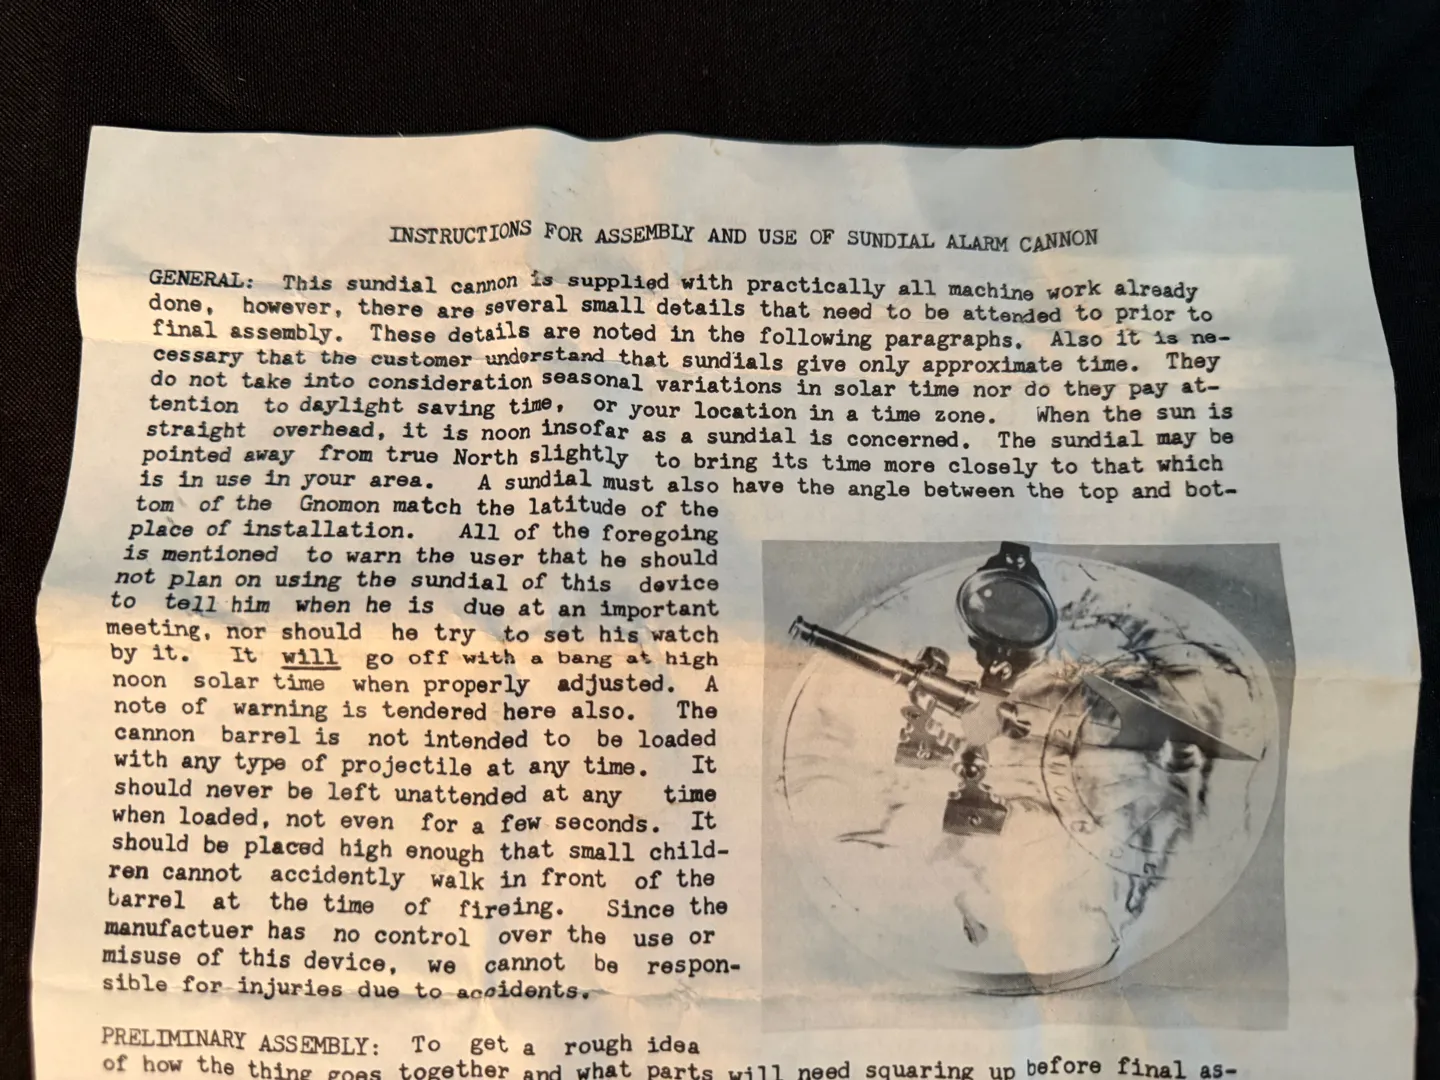 INSTRUCTIONS FOR ASSEMBLY AND USE OF SUNDIAL ALARM CANNON
GENERAL: This sundial cannon is supplied with practically all machine work already
done, however, there are several small details that need to be attended to prior to
final assembly. These details are noted in the following paragraphs. Also it is ne-
cessary that the customer understand that sundials give only approximate time. They
do not take into consideration seasonal variations in solar time nor do they pay at-
tention to daylight saving time, or your location in a time zone. When the sun is
straight overhead, it is noon insofar as a sundial is concerned. The sundial may be
pointed away from true North slightly to bring its time more closely to that which
is in use in your area. A sundial must also have the angle between the top and bot-
tom of the Gnomon match the latitude of the
place of installation. All of the foregoing
is mentioned to warn the user that he should
not plan on using the sundial of this device
to tell him when he is due at an important
meeting, nor should he try to set his watch
by it. It will go off with a bang at high
noon solar time when properly adjusted. A
note of warning is tendered here also. The
cannon barrel is not intended to be loaded
with any type of projectile at any time. It
should never be left unattended at any time
when loaded, not even for a few seconds. It
should be placed high enough that small child-
ren cannot accidently walk in front of the
barrel at the time of fireing. Since the
manufactuer has no control over the use or
misuse of this device, we cannot be respon-
sible for injuries due to accidents.
PRELIMINARY ASSEMBLY: To get a rough idea
of how the thing goes together and what parts will need squaring up before final as-